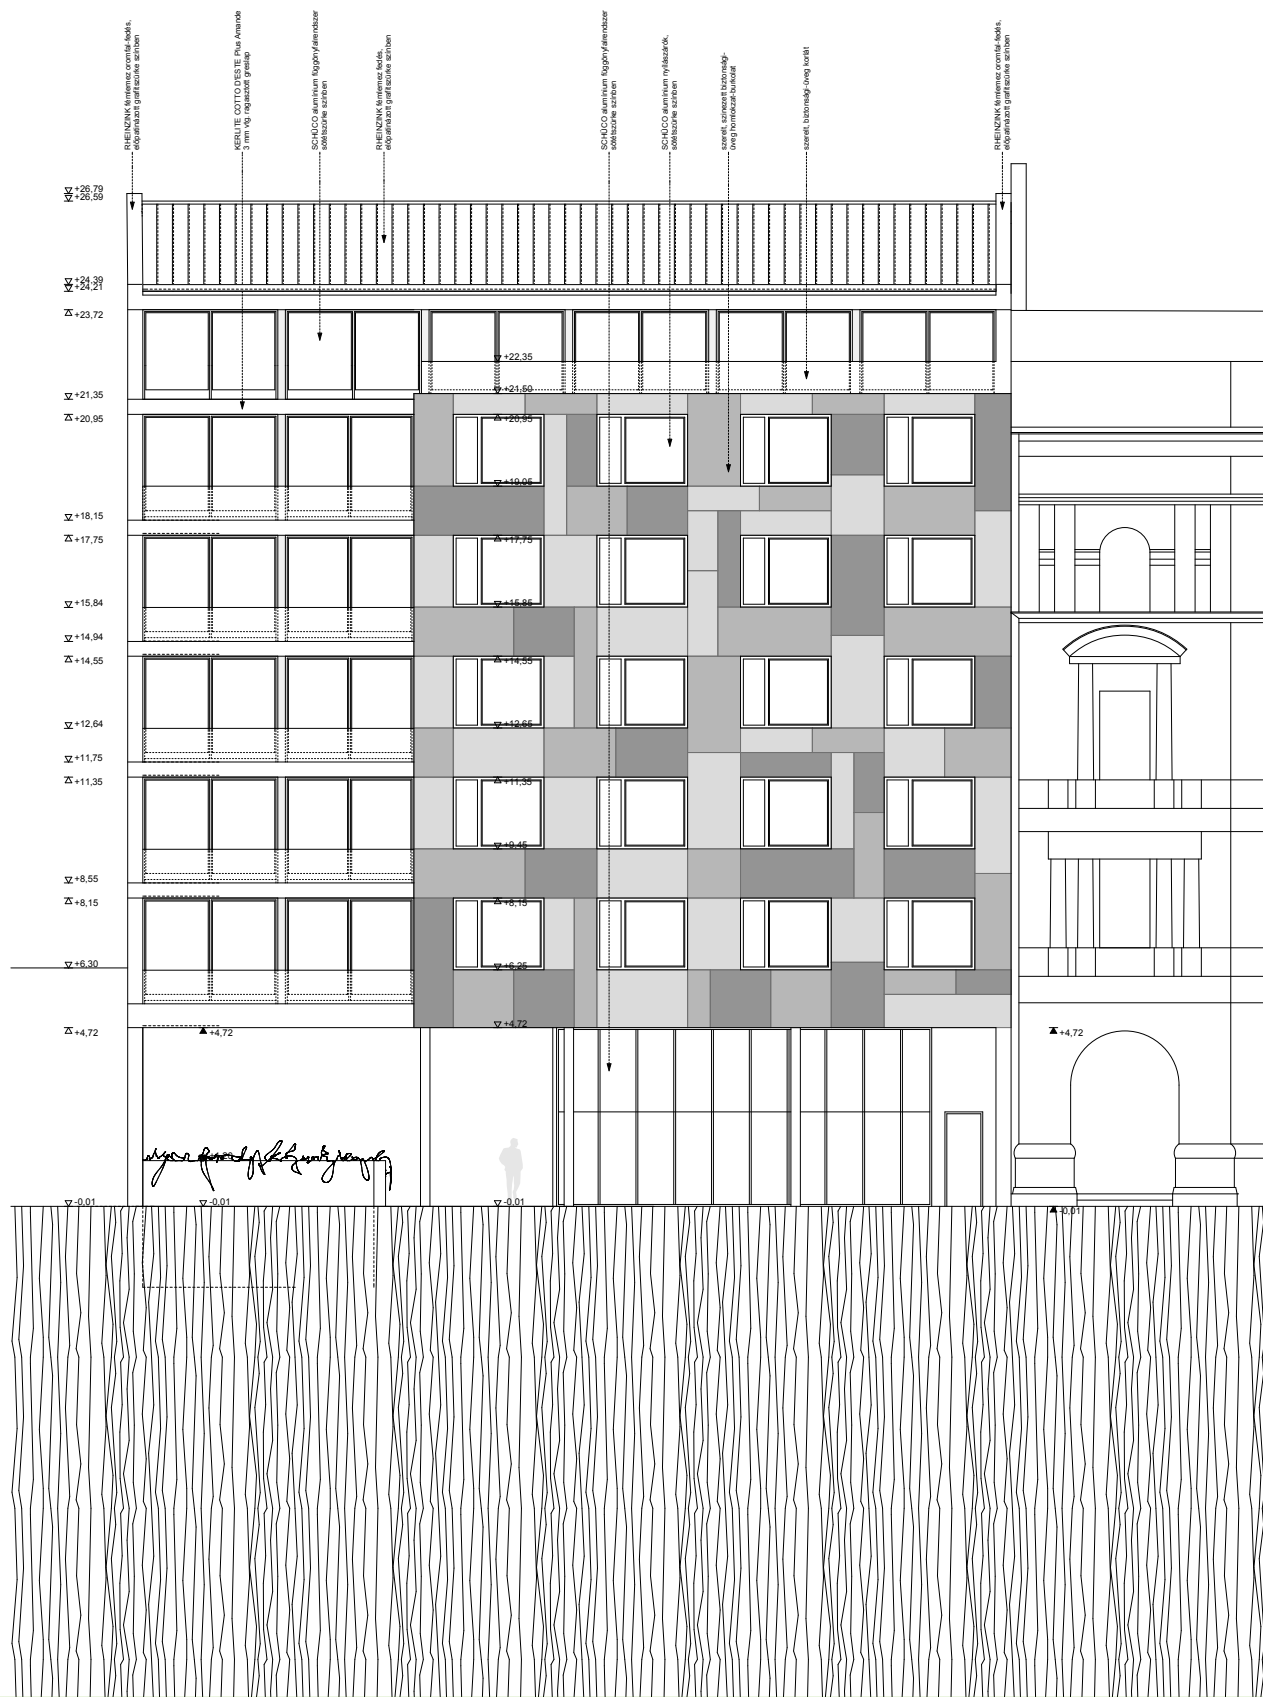 RHEINZINK fémlemez oromfal-fedés,
előpatinázott grafitszürke színben
KERLITE COTTO D'ESTE Plus Amande
3 mm vtg. ragasztott greslap
SCHÜCO alumínium függönyfalrendszer
sötétszürke színben
RHEINZINK fémlemez fedés,
előpatinázott grafitszürke színben
SCHÜCO alumínium függönyfalrendszer
sötétszürke színben
SCHÜCO alumínium nyílászárók,
sötétszürke színben
szerelt, színezett biztonsági-
üveg homlokzat-burkolat
szerelt, biztonsági-üveg korlát
RHEINZINK fémlemez oromfal-fedés,
előpatinázott grafitszürke színben
+26,79
+26,59
+24,39
+24,21
+23,72
+22,35
+21,35
+21,50
+20,95
+20,95
+19,05
+18,15
+17,75
+17,75
+15,84
+15,85
+14,94
+14,55
+14,55
+12,64
+12,65
+11,75
+11,35
+11,35
+9,45
+8,55
+8,15
+8,15
+6,30
+6,25
+4,72
+4,72
+4,72
+4,72
-0,01
-0,01
-0,01
-0,01